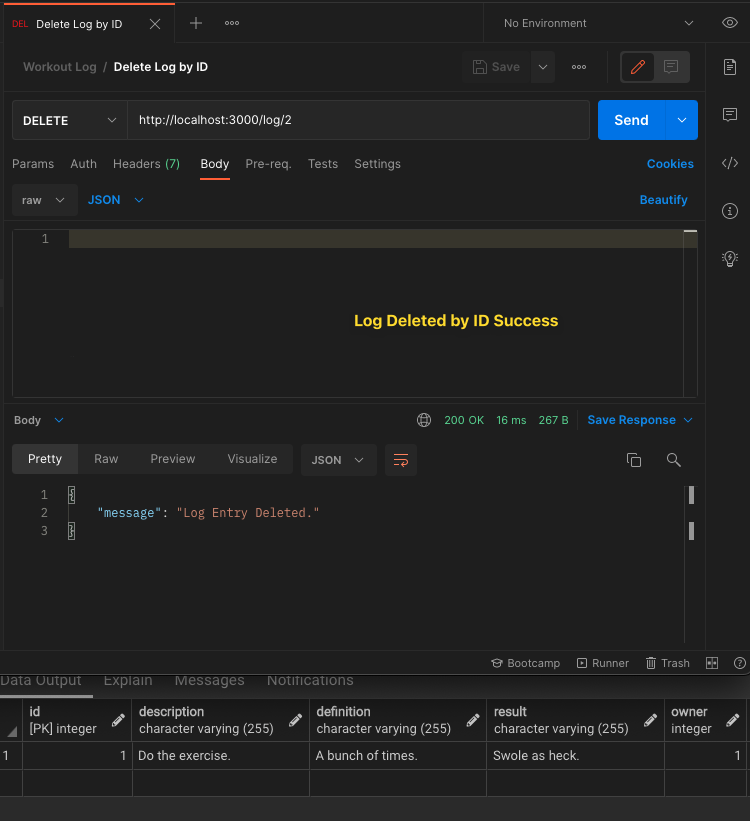 DEL Delete Log by ID
No Environment
Workout Log / Delete Log by ID
Save
DELETE http://localhost:3000/log/2 Send
Params Auth Headers (7) Body Pre-req. Tests Settings Cookies
raw JSON Beautify
1
Log Deleted by ID Success
Body 200 OK 16 ms 267 B Save Response
Pretty Raw Preview Visualize JSON
1 {
2 "message": "Log Entry Deleted."
3 }
Bootcamp Runner Trash
Data Output Explain Messages Notifications
id description definition result owner
[PK] integer character varying (255) character varying (255) character varying (255) integer
1 1 Do the exercise. A bunch of times. Swole as heck. 1